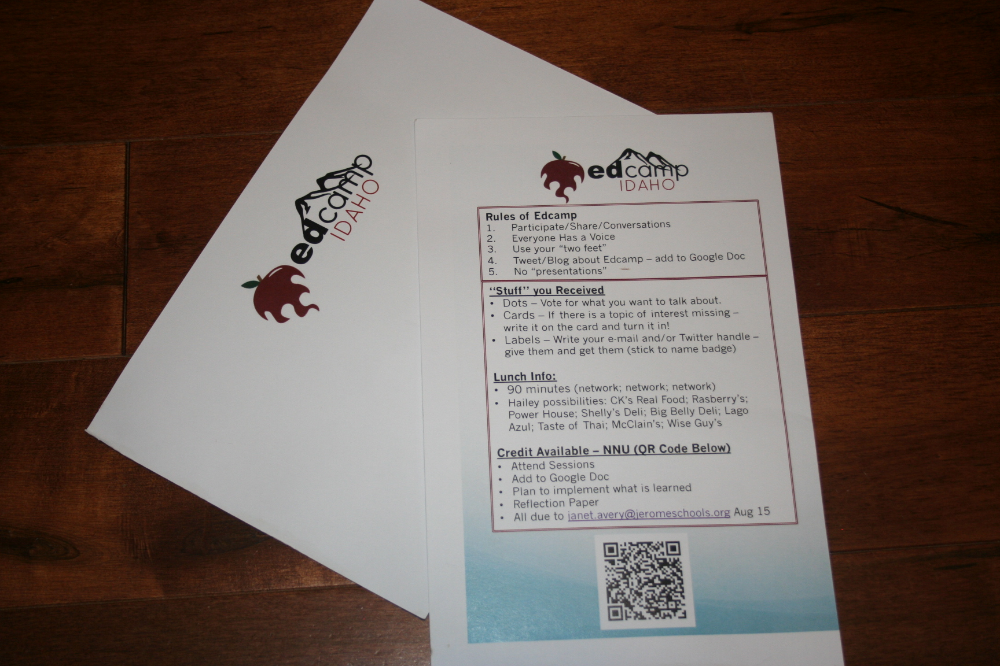 edcamp
IDAHO
edcamp
IDAHO
Rules of Edcamp
1. Participate/Share/Conversations
2. Everyone Has a Voice
3. Use your “two feet”
4. Tweet/Blog about Edcamp – add to Google Doc
5. No “presentations”
“Stuff” you Received
• Dots – Vote for what you want to talk about.
• Cards – If there is a topic of interest missing –
write it on the card and turn it in!
• Labels – Write your e-mail and/or Twitter handle –
give them and get them (stick to name badge)
Lunch Info:
• 90 minutes (network; network; network)
• Hailey possibilities: CK's Real Food; Rasberry's;
Power House; Shelly's Deli; Big Belly Deli; Lago
Azul; Taste of Thai; McClain's; Wise Guy's
Credit Available – NNU (QR Code Below)
• Attend Sessions
• Add to Google Doc
• Plan to implement what is learned
• Reflection Paper
• All due to janet.avery@jeromeschools.org Aug 15